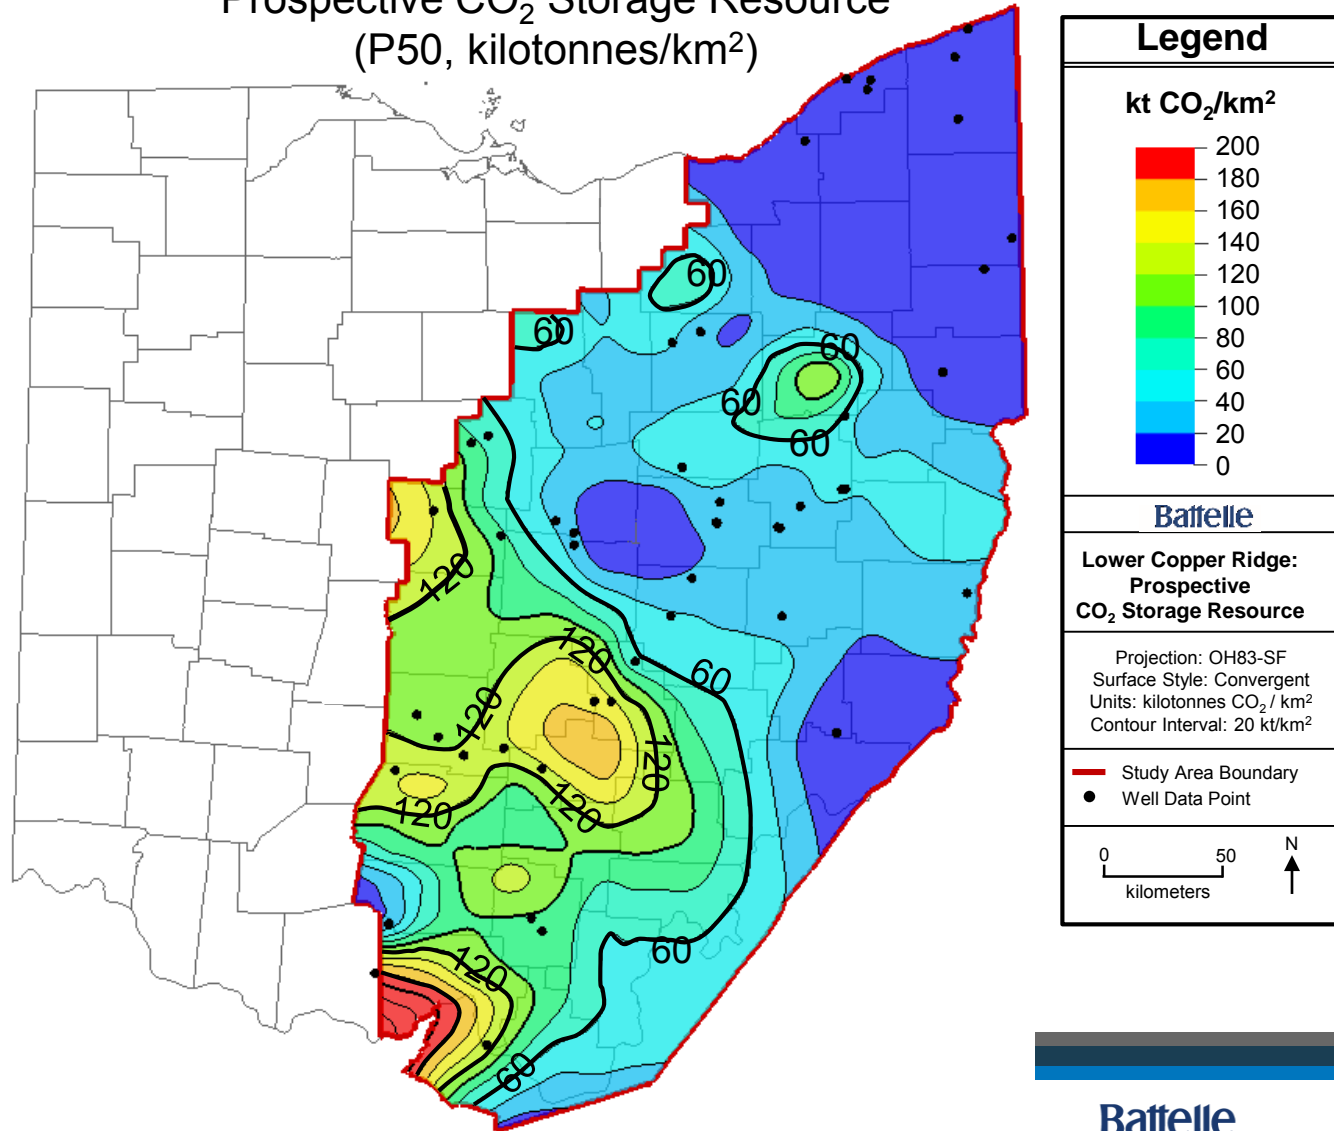 Prospective CO2 Storage Resource
(P50, kilotonnes/km²)
Legend
kt CO2/km²
200
180
160
140
120
100
80
60
40
20
0
Battelle
Lower Copper Ridge:
Prospective
CO2 Storage Resource
Projection: OH83-SF
Surface Style: Convergent
Units: kilotonnes CO2 / km²
Contour Interval: 20 kt/km²
Study Area Boundary
Well Data Point
0 50
kilometers
N
60
60
60
60
60
120
120
60
120
120
120
120
60
120
60
Battelle